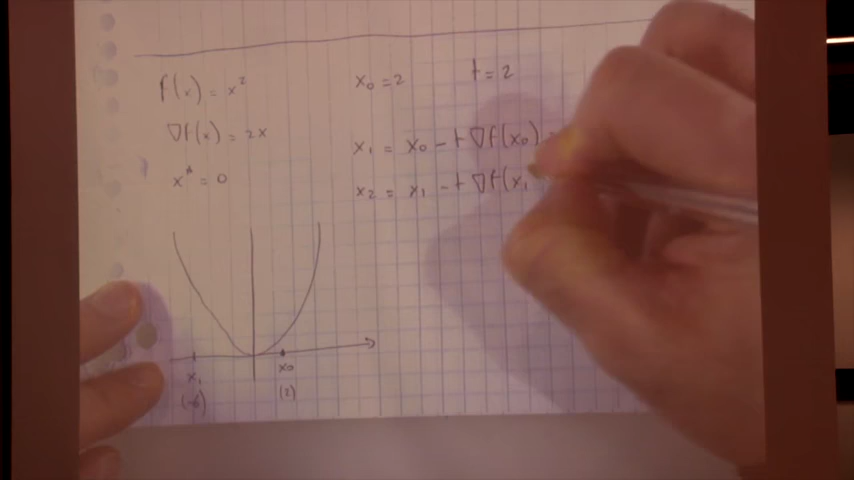 f(x) = x²
x₀ = 2
t = 2
∇f(x) = 2x
x₁ = x₀ - t ∇f(x₀) =
x* = 0
x₂ = x₁ - t ∇f(x₁
x₁
x₀
(-6)
(2)